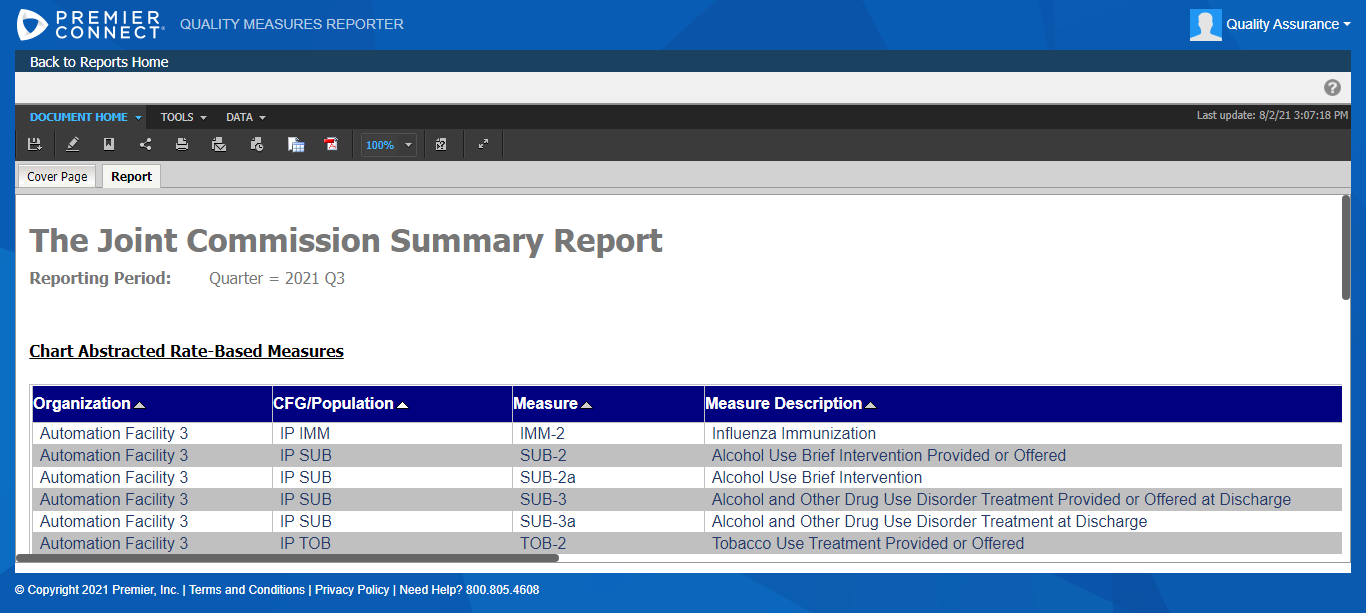 PREMIER CONNECT® QUALITY MEASURES REPORTER Quality Assurance
Back to Reports Home
DOCUMENT HOME TOOLS DATA Last update: 8/2/21 3:07:18 PM
100%
Cover Page Report
The Joint Commission Summary Report
Reporting Period: Quarter = 2021 Q3
Chart Abstracted Rate-Based Measures
Organization CFG/Population Measure Measure Description
Automation Facility 3 IP IMM IMM-2 Influenza Immunization
Automation Facility 3 IP SUB SUB-2 Alcohol Use Brief Intervention Provided or Offered
Automation Facility 3 IP SUB SUB-2a Alcohol Use Brief Intervention
Automation Facility 3 IP SUB SUB-3 Alcohol and Other Drug Use Disorder Treatment Provided or Offered at Discharge
Automation Facility 3 IP SUB SUB-3a Alcohol and Other Drug Use Disorder Treatment at Discharge
Automation Facility 3 IP TOB TOB-2 Tobacco Use Treatment Provided or Offered
© Copyright 2021 Premier, Inc. | Terms and Conditions | Privacy Policy | Need Help? 800.805.4608